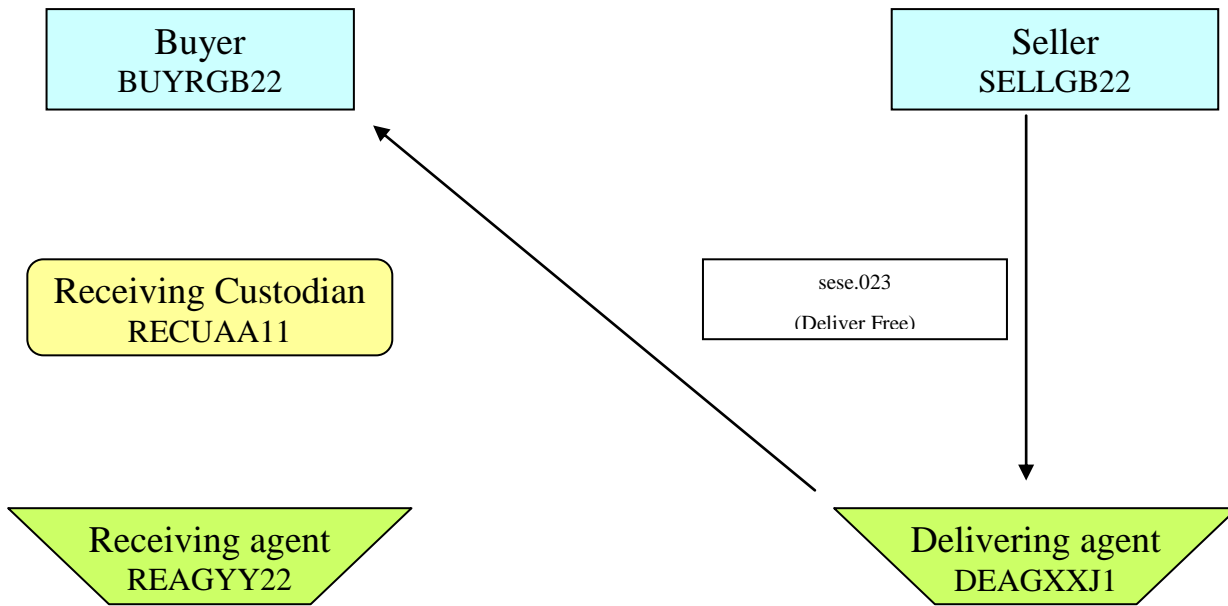 Buyer
BUYRGB22
Seller
SELLGB22
Receiving Custodian
RECUAA11
sese.023
(Deliver Free)
Receiving agent
REAGYY22
Delivering agent
DEAGXXJ1